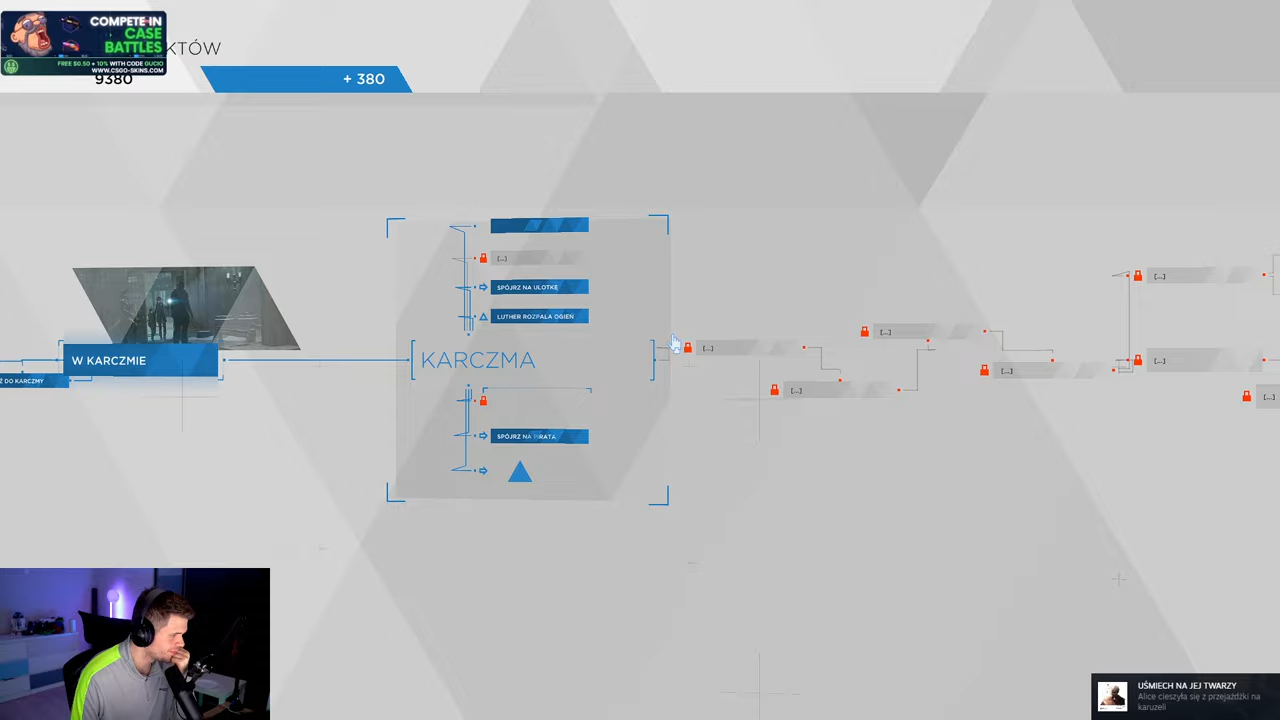 COMPETE IN
CASE
BATTLES
FREE $0.50 + 10% WITH CODE GUCIO
WWW.CSGO-SKINS.COM
KTÓW
9380
+ 380
[...]
SPÓJRZ NA ULOTKĘ
LUTHER ROZPALA OGIEŃ
W KARCZMIE
Ź DO KARCZMY
KARCZMA
SPÓJRZ NA PIRATA
[...]
[...]
[...]
[...]
[...]
[...]
[...]
UŚMIECH NA JEJ TWARZY
Alice cieszyła się z przejażdżki na
karuzeli